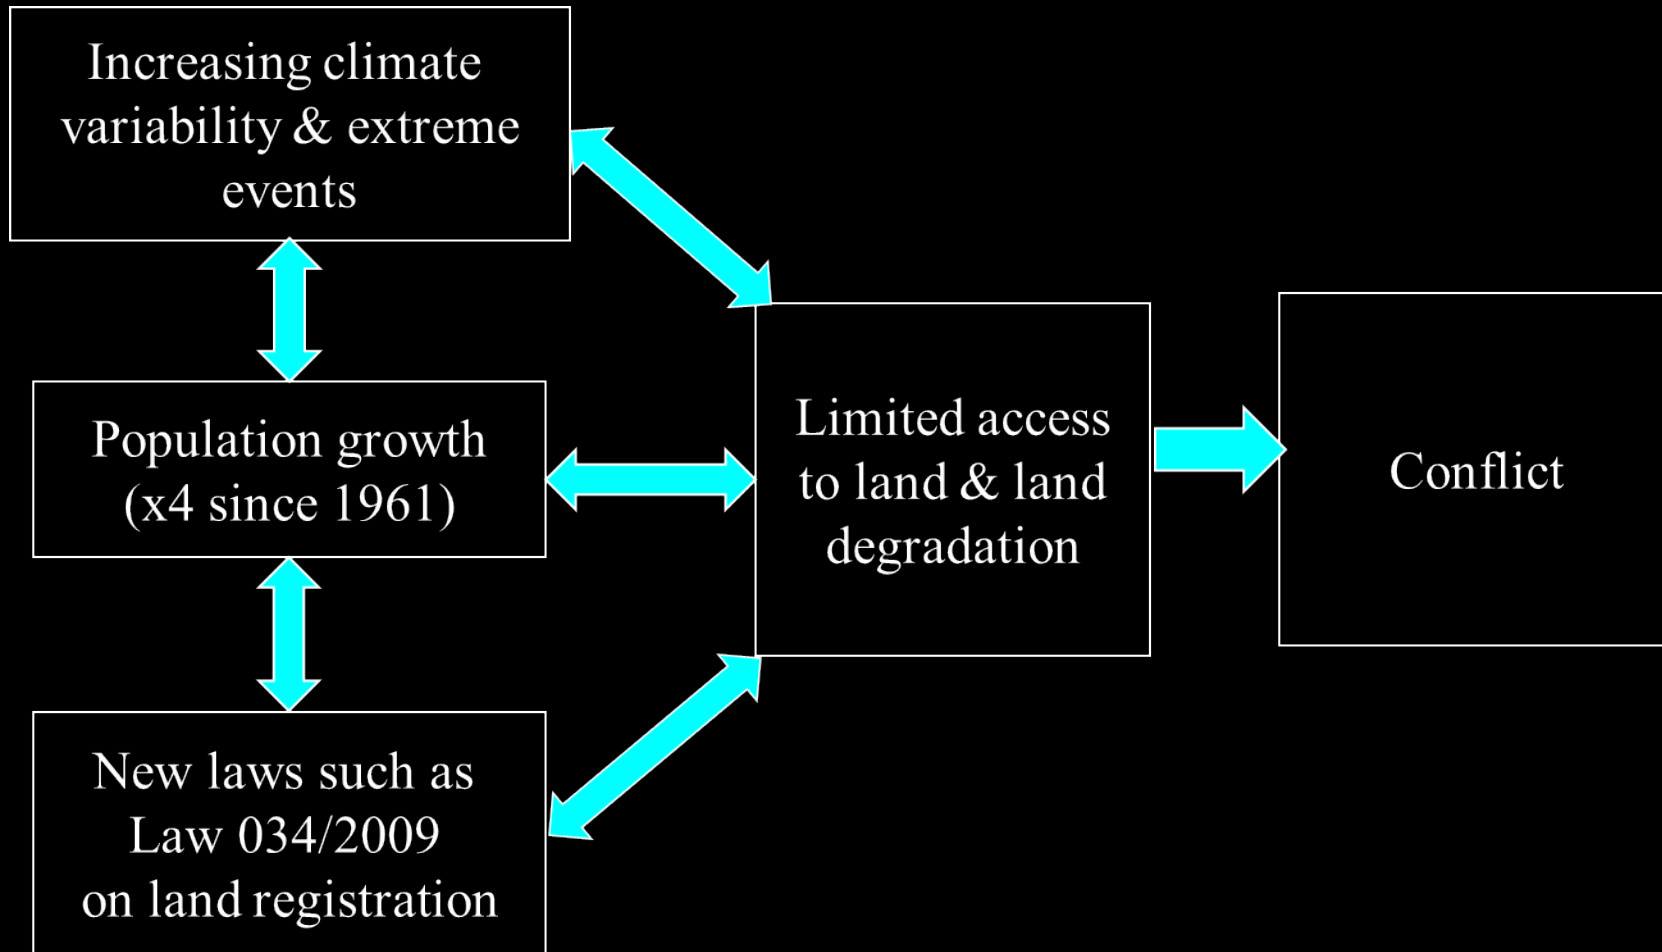 Increasing climate
variability & extreme
events
Population growth
(x4 since 1961)
New laws such as
Law 034/2009
on land registration
Limited access
to land & land
degradation
Conflict